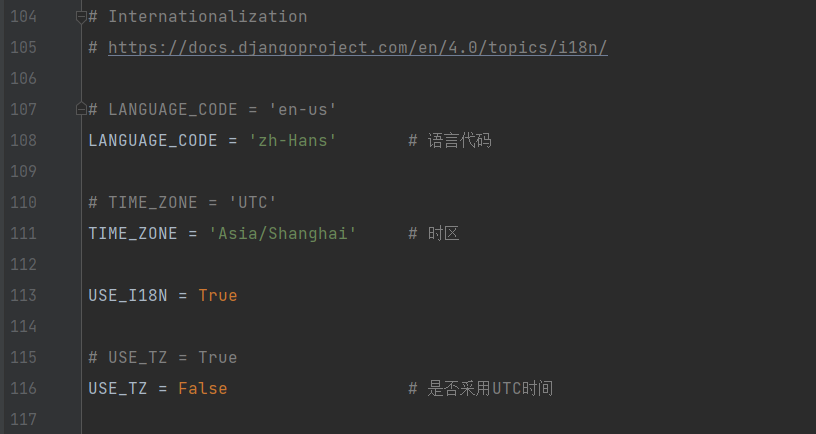 104 # Internationalization
105 # https://docs.djangoproject.com/en/4.0/topics/i18n/
106
107 # LANGUAGE_CODE = 'en-us'
108 LANGUAGE_CODE = 'zh-Hans' # 语言代码
109
110 # TIME_ZONE = 'UTC'
111 TIME_ZONE = 'Asia/Shanghai' # 时区
112
113 USE_I18N = True
114
115 # USE_TZ = True
116 USE_TZ = False # 是否采用UTC时间
117